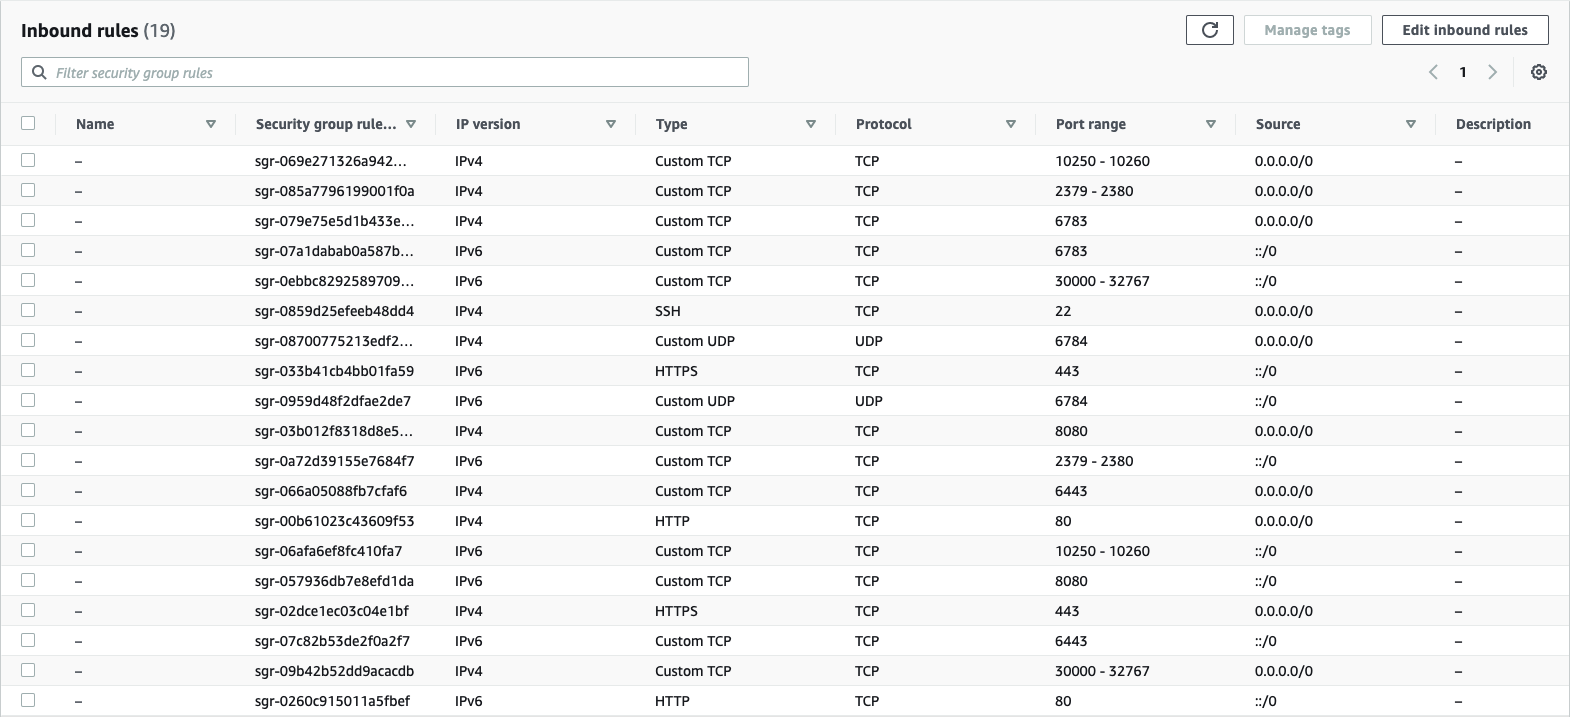 Inbound rules (19)
Manage tags
Edit inbound rules
Filter security group rules
1
Name Security group rule... IP version Type Protocol Port range Source Description
– sgr-069e271326a942... IPv4 Custom TCP TCP 10250 - 10260 0.0.0.0/0 –
– sgr-085a7796199001f0a IPv4 Custom TCP TCP 2379 - 2380 0.0.0.0/0 –
– sgr-079e75e5d1b433e... IPv4 Custom TCP TCP 6783 0.0.0.0/0 –
– sgr-07a1dabab0a587b... IPv6 Custom TCP TCP 6783 ::/0 –
– sgr-0ebbc8292589709... IPv6 Custom TCP TCP 30000 - 32767 ::/0 –
– sgr-0859d25efeeb48dd4 IPv4 SSH TCP 22 0.0.0.0/0 –
– sgr-08700775213edf2... IPv4 Custom UDP UDP 6784 0.0.0.0/0 –
– sgr-033b41cb4bb01fa59 IPv6 HTTPS TCP 443 ::/0 –
– sgr-0959d48f2dfae2de7 IPv6 Custom UDP UDP 6784 ::/0 –
– sgr-03b012f8318d8e5... IPv4 Custom TCP TCP 8080 0.0.0.0/0 –
– sgr-0a72d39155e7684f7 IPv6 Custom TCP TCP 2379 - 2380 ::/0 –
– sgr-066a05088fb7cfaf6 IPv4 Custom TCP TCP 6443 0.0.0.0/0 –
– sgr-00b61023c43609f53 IPv4 HTTP TCP 80 0.0.0.0/0 –
– sgr-06afa6ef8fc410fa7 IPv6 Custom TCP TCP 10250 - 10260 ::/0 –
– sgr-057936db7e8efd1da IPv6 Custom TCP TCP 8080 ::/0 –
– sgr-02dce1ec03c04e1bf IPv4 HTTPS TCP 443 0.0.0.0/0 –
– sgr-07c82b53de2f0a2f7 IPv6 Custom TCP TCP 6443 ::/0 –
– sgr-09b42b52dd9acacdb IPv4 Custom TCP TCP 30000 - 32767 0.0.0.0/0 –
– sgr-0260c915011a5fbef IPv6 HTTP TCP 80 ::/0 –